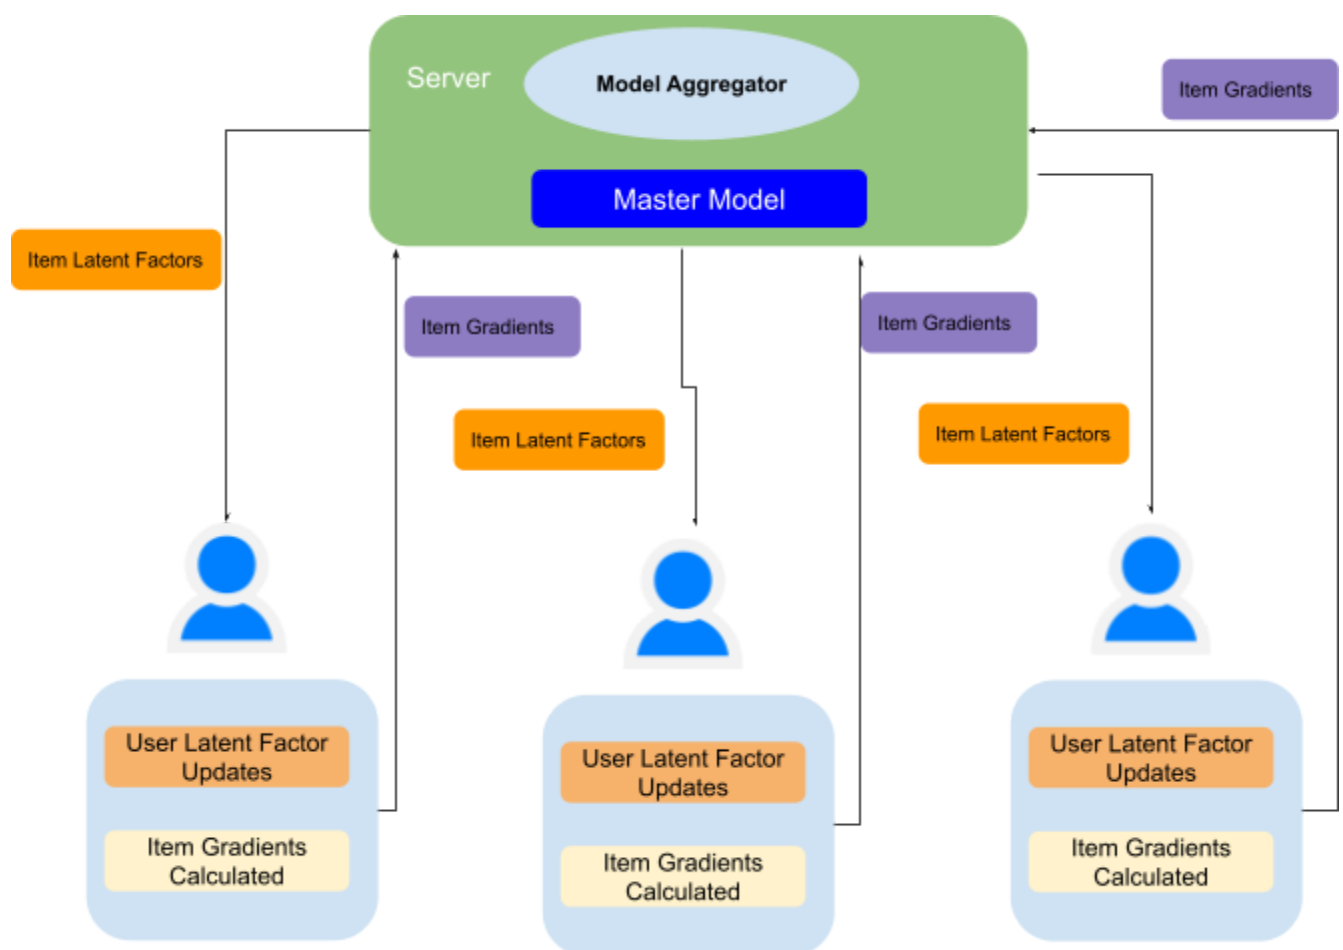 Server
Model Aggregator
Item Gradients
Master Model
Item Latent Factors
Item Gradients
Item Gradients
Item Latent Factors
Item Latent Factors
User Latent Factor
Updates
Item Gradients
Calculated
User Latent Factor
Updates
Item Gradients
Calculated
User Latent Factor
Updates
Item Gradients
Calculated